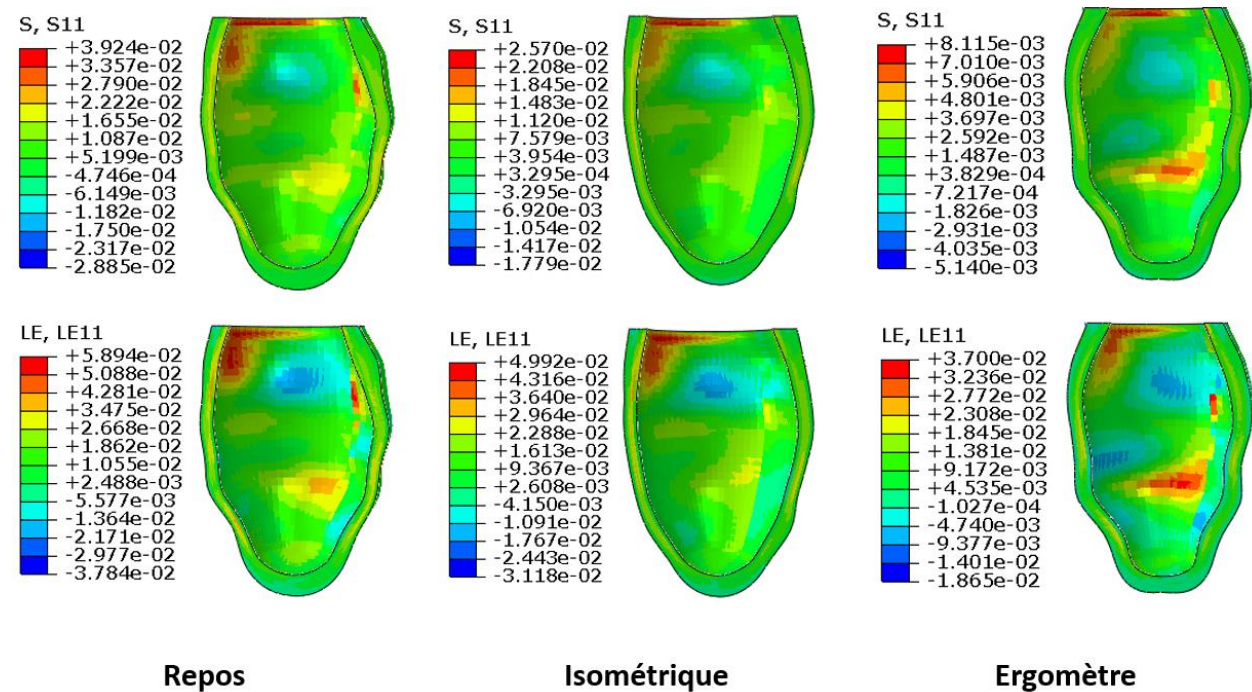 S, S11
+3.924e-02
+3.357e-02
+2.790e-02
+2.222e-02
+1.655e-02
+1.087e-02
+5.199e-03
-4.746e-04
-6.149e-03
-1.182e-02
-1.750e-02
-2.317e-02
-2.885e-02
S, S11
+2.570e-02
+2.208e-02
+1.845e-02
+1.483e-02
+1.120e-02
+7.579e-03
+3.954e-03
+3.295e-04
-3.295e-03
-6.920e-03
-1.054e-02
-1.417e-02
-1.779e-02
S, S11
+8.115e-03
+7.010e-03
+5.906e-03
+4.801e-03
+3.697e-03
+2.592e-03
+1.487e-03
+3.829e-04
-7.217e-04
-1.826e-03
-2.931e-03
-4.035e-03
-5.140e-03
LE, LE11
+5.894e-02
+5.088e-02
+4.281e-02
+3.475e-02
+2.668e-02
+1.862e-02
+1.055e-02
+2.488e-03
-5.577e-03
-1.364e-02
-2.171e-02
-2.977e-02
-3.784e-02
LE, LE11
+4.992e-02
+4.316e-02
+3.640e-02
+2.964e-02
+2.288e-02
+1.613e-02
+9.367e-03
+2.608e-03
-4.150e-03
-1.091e-02
-1.767e-02
-2.443e-02
-3.118e-02
LE, LE11
+3.700e-02
+3.236e-02
+2.772e-02
+2.308e-02
+1.845e-02
+1.381e-02
+9.172e-03
+4.535e-03
-1.027e-04
-4.740e-03
-9.377e-03
-1.401e-02
-1.865e-02
Repos
Isométrique
Ergomètre